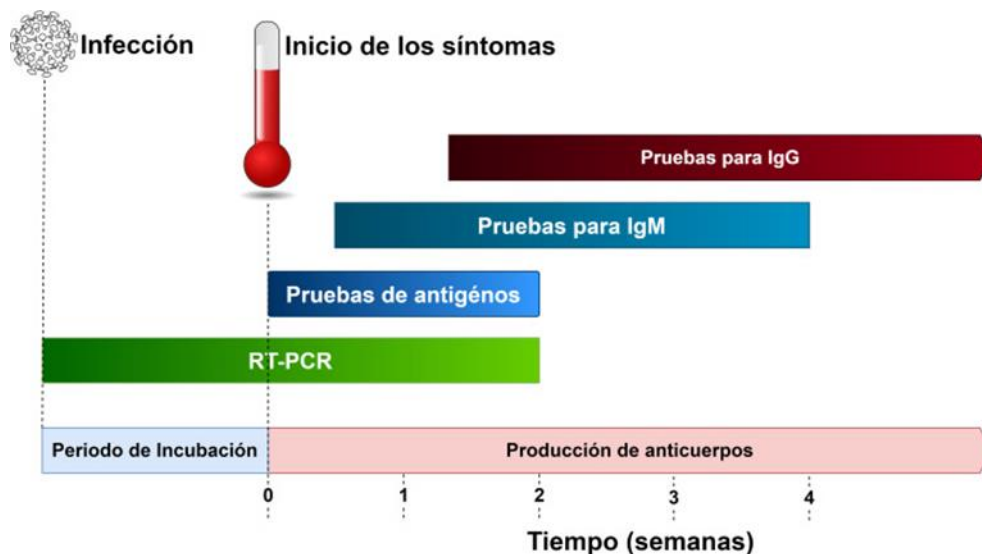 Infección
Inicio de los síntomas
Pruebas para IgG
Pruebas para IgM
Pruebas de antigénos
RT-PCR
Periodo de Incubación
Producción de anticuerpos
0
1
2
3
4
Tiempo (semanas)